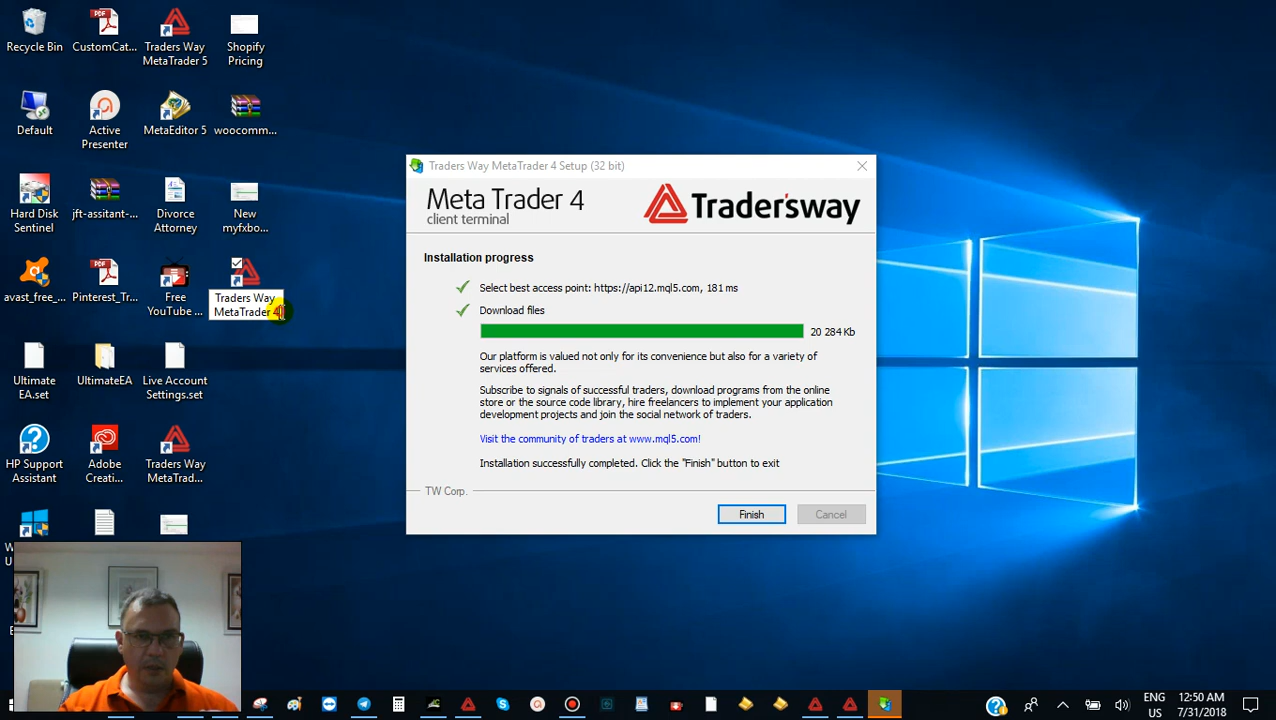 Recycle Bin
CustomCat...
Traders Way
MetaTrader 5
Shopify
Pricing
Default
Active
Presenter
MetaEditor 5
woocomm...
Hard Disk
Sentinel
jft-assitant-...
Divorce
Attorney
New
myfxbo...
avast_free_...
Pinterest_Tr...
Free
YouTube ...
Traders Way
MetaTrader 4
Ultimate
EA.set
UltimateEA
Live Account
Settings.set
HP Support
Assistant
Adobe
Creati...
Traders Way
MetaTrad...
Traders Way MetaTrader 4 Setup (32 bit)
Meta Trader 4
client terminal
Trader'sway
Installation progress
Select best access point: https://api12.mql5.com, 181 ms
Download files
20 284 Kb
Our platform is valued not only for its convenience but also for a variety of
services offered.
Subscribe to signals of successful traders, download programs from the online
store or the source code library, hire freelancers to implement your application
development projects and join the social network of traders.
Visit the community of traders at www.mql5.com!
Installation successfully completed. Click the "Finish" button to exit
TW Corp.
Finish
Cancel
ENG
US
12:50 AM
7/31/2018